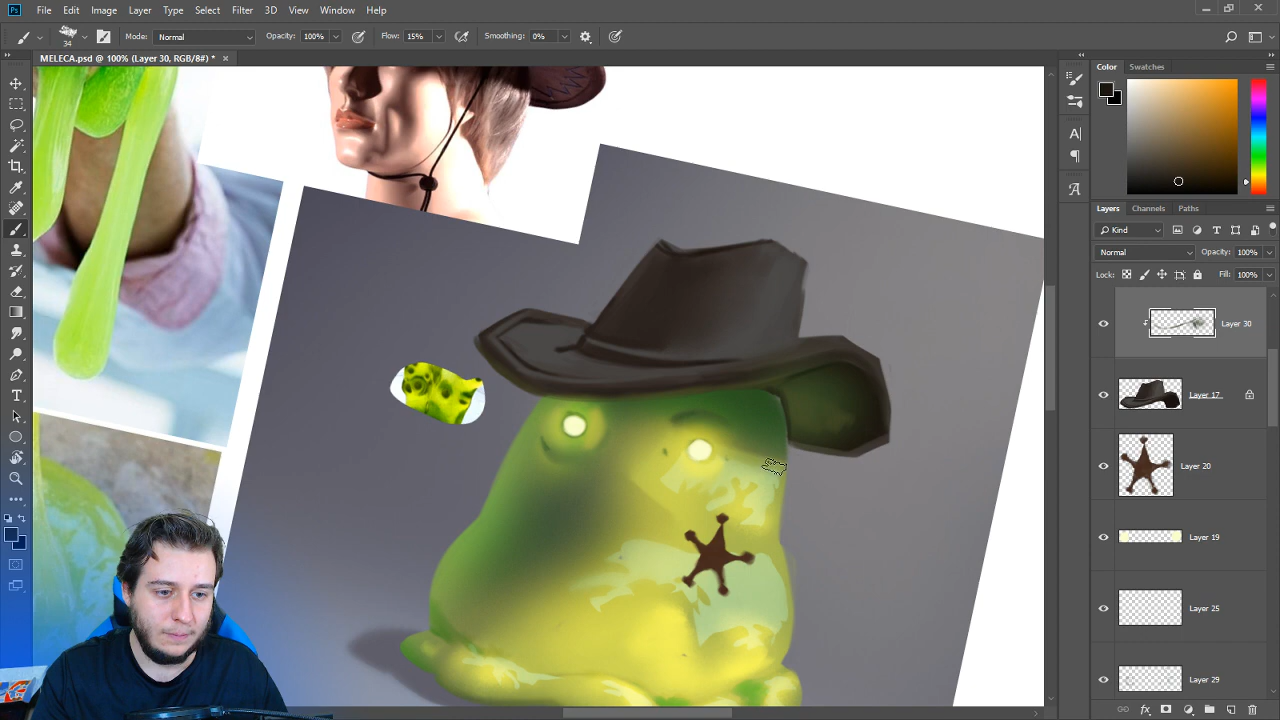 Ps File Edit Image Layer Type Select Filter 3D View Window Help
34 Mode: Normal Opacity: 100% Flow: 15% Smoothing: 0%
MELECA.psd @ 100% (Layer 30, RGB/8#) * ×
Color Swatches
Layers Channels Paths
Kind
Normal Opacity: 100%
Lock: Fill: 100%
Layer 30
Layer 17
Layer 20
Layer 19
Layer 25
Layer 29